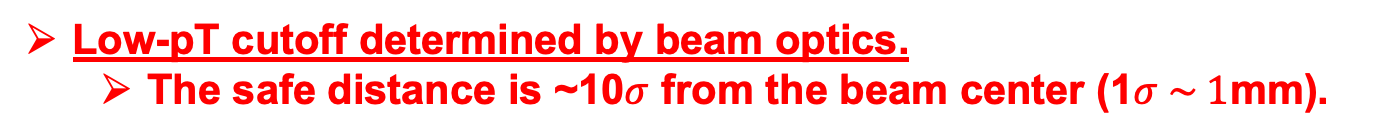 ➢ Low-pT cutoff determined by beam optics.
➢ The safe distance is ~10σ from the beam center (1σ ~ 1mm).